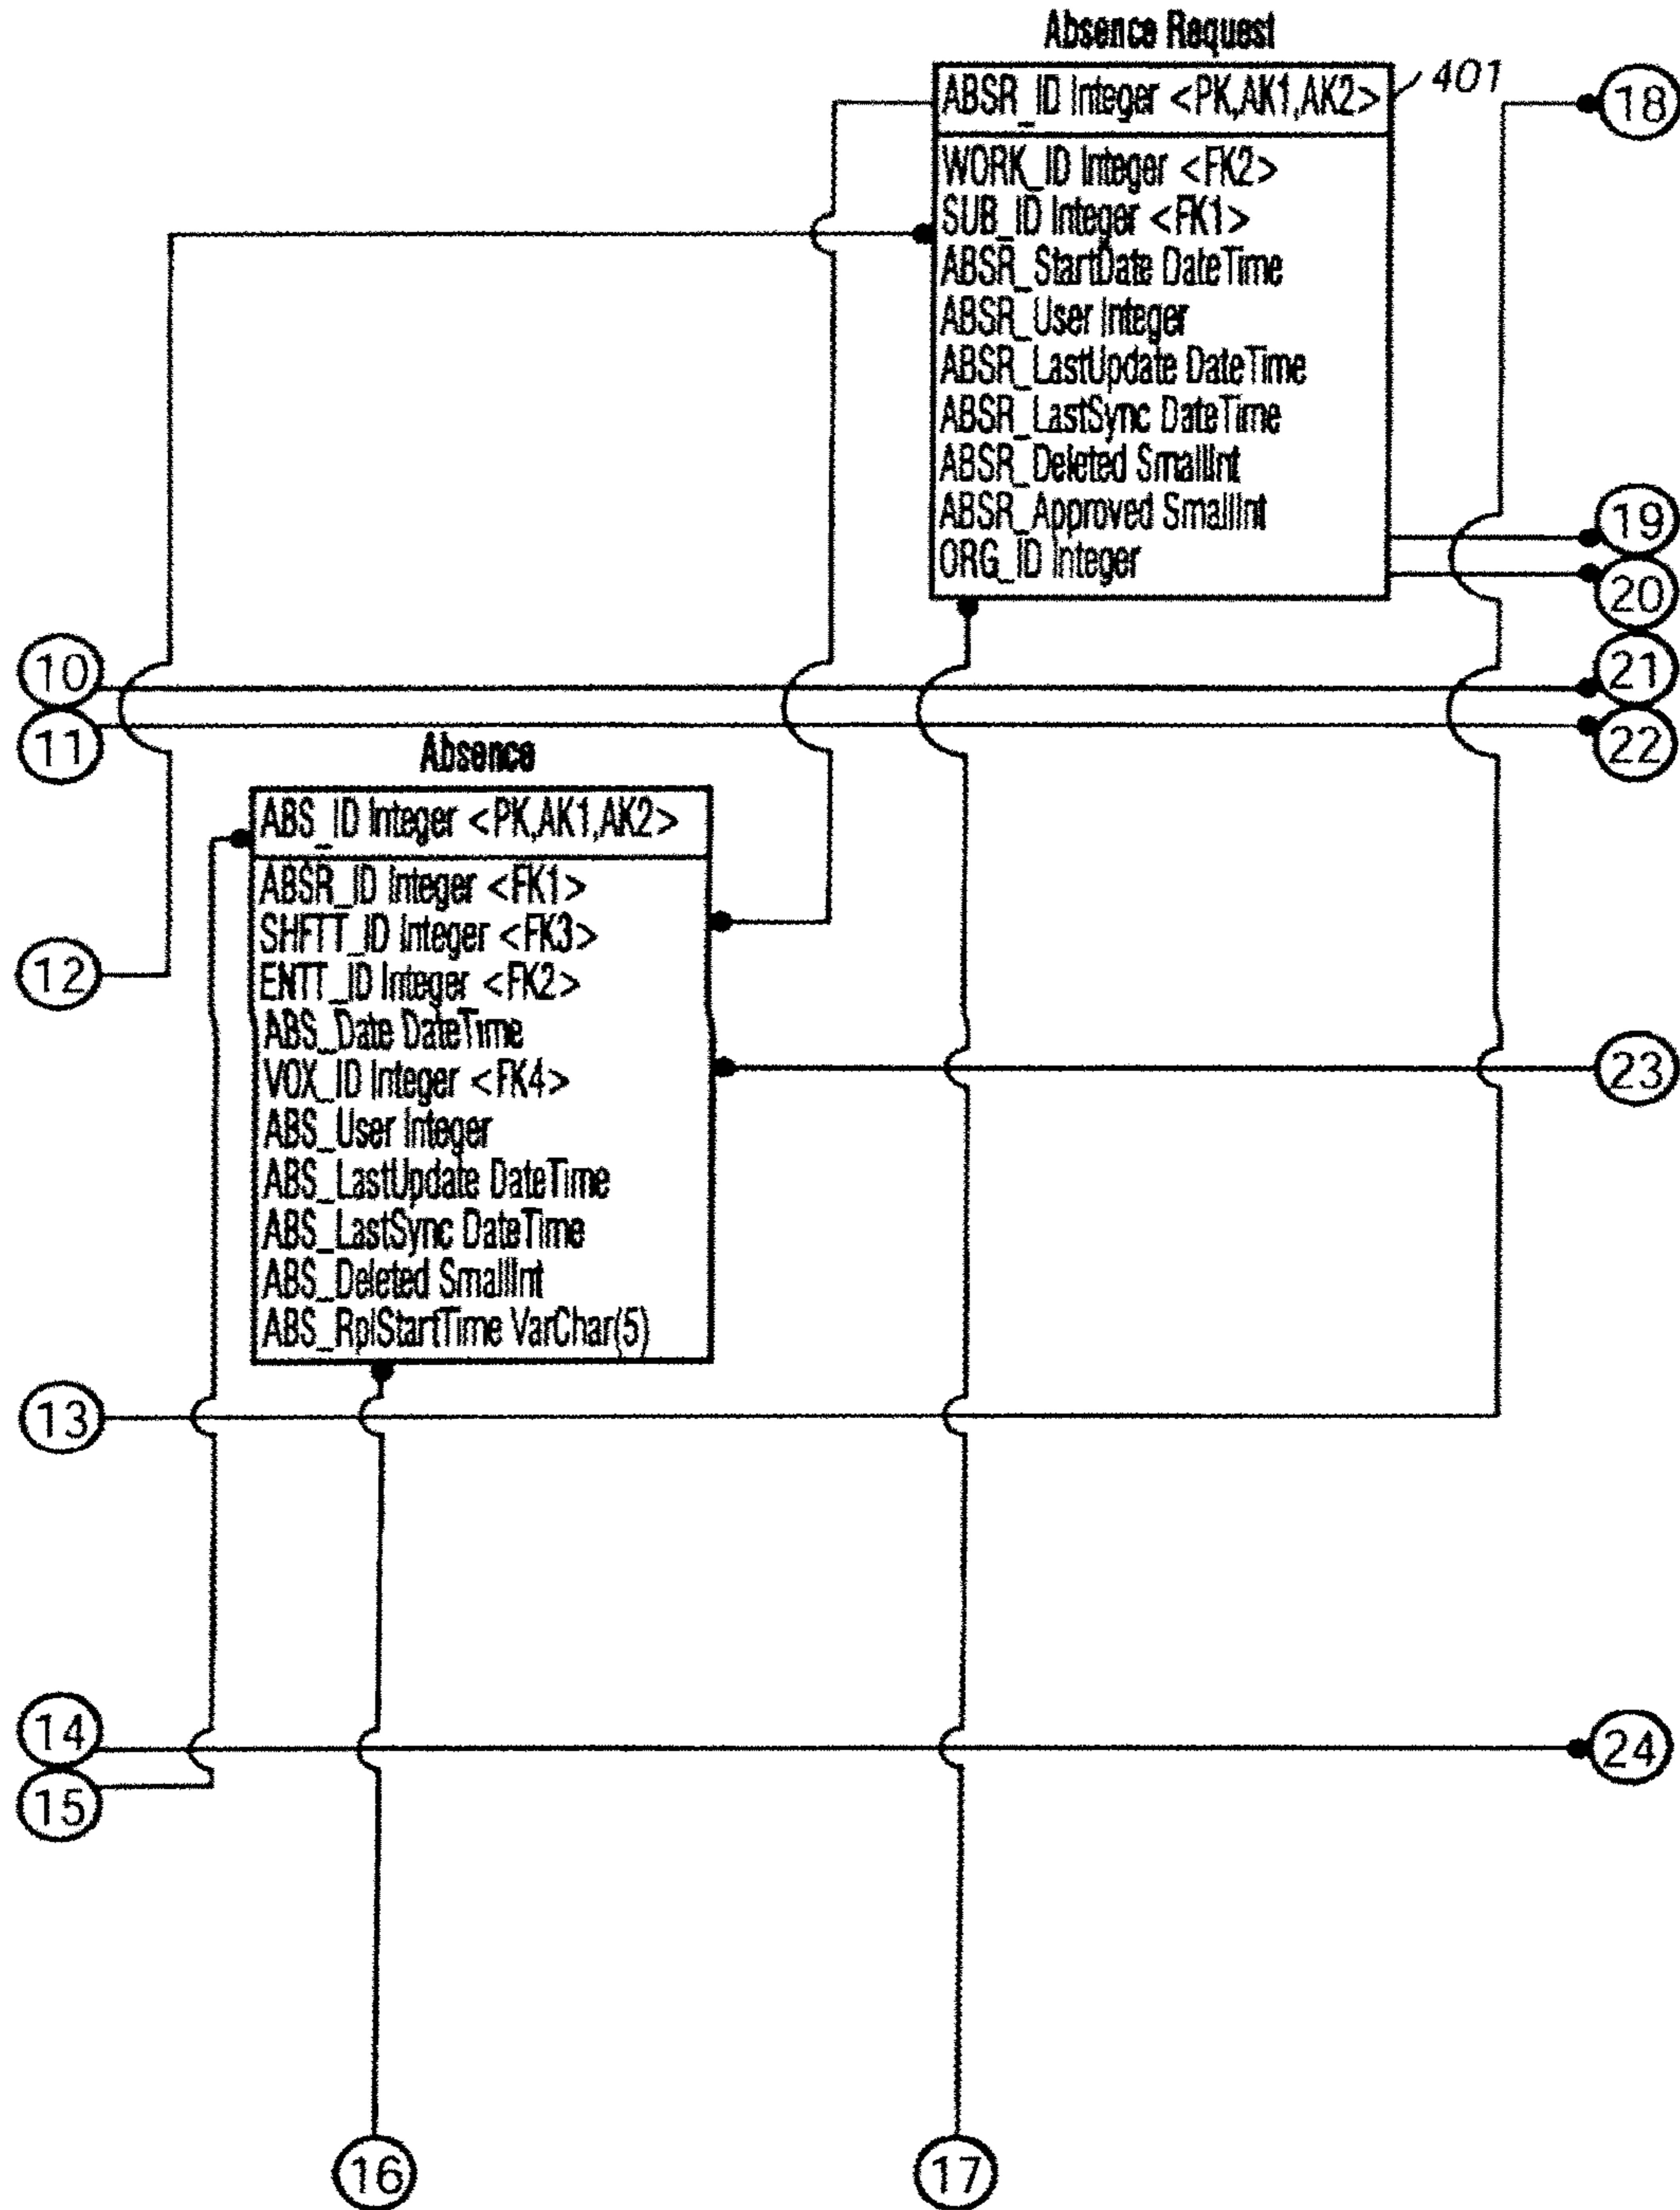 Absence Request
ABSR_ID Integer <PK,AK1,AK2>
401
18
WORK_ID Integer <FK2>
SUB_ID Integer <FK1>
ABSR_StartDate DateTime
ABSR_User Integer
ABSR_LastUpdate DateTime
ABSR_LastSync DateTime
ABSR_Deleted SmallInt
ABSR_Approved SmallInt
ORG_ID Integer
19
20
10
21
11
22
Absence
ABS_ID Integer <PK,AK1,AK2>
ABSR_ID Integer <FK1>
SHFTT_ID Integer <FK3>
ENTT_ID Integer <FK2>
ABS_Date DateTime
VOX_ID Integer <FK4>
ABS_User Integer
ABS_LastUpdate DateTime
ABS_LastSync DateTime
ABS_Deleted SmallInt
ABS_RplStartTime VarChar(5)
12
23
13
14
24
15
16
17